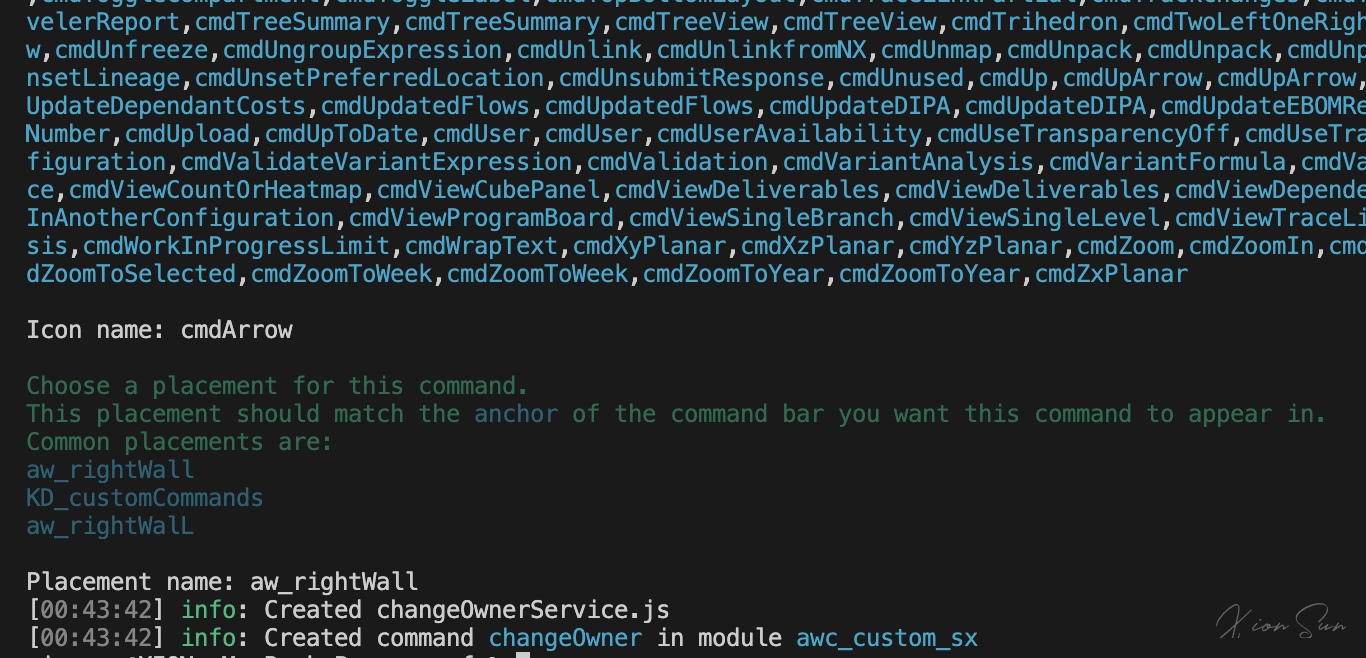 velerReport,cmdTreeSummary,cmdTreeSummary,cmdTreeView,cmdTreeView,cmdTrihedron,cmdTwoLeftOneRigh
w,cmdUnfreeze,cmdUngroupExpression,cmdUnlink,cmdUnlinkfromNX,cmdUnmap,cmdUnpack,cmdUnpack,cmdUnp
nsetLineage,cmdUnsetPreferredLocation,cmdUnsubmitResponse,cmdUnused,cmdUp,cmdUpArrow,cmdUpArrow,
UpdateDependantCosts,cmdUpdatedFlows,cmdUpdatedFlows,cmdUpdateDIPA,cmdUpdateDIPA,cmdUpdateEBOMRe
Number,cmdUpload,cmdUpToDate,cmdUser,cmdUser,cmdUserAvailability,cmdUseTransparencyOff,cmdUseTra
figuration,cmdValidateVariantExpression,cmdValidation,cmdVariantAnalysis,cmdVariantFormula,cmdVa
ce,cmdViewCountOrHeatmap,cmdViewCubePanel,cmdViewDeliverables,cmdViewDeliverables,cmdViewDepende
InAnotherConfiguration,cmdViewProgramBoard,cmdViewSingleBranch,cmdViewSingleLevel,cmdViewTraceLi
sis,cmdWorkInProgressLimit,cmdWrapText,cmdXyPlanar,cmdXzPlanar,cmdYzPlanar,cmdZoom,cmdZoomIn,cmd
dZoomToSelected,cmdZoomToWeek,cmdZoomToWeek,cmdZoomToYear,cmdZoomToYear,cmdZxPlanar
Icon name: cmdArrow
Choose a placement for this command.
This placement should match the anchor of the command bar you want this command to appear in.
Common placements are:
aw_rightWall
KD_customCommands
aw_rightWalL
Placement name: aw_rightWall
[00:43:42] info: Created changeOwnerService.js
[00:43:42] info: Created command changeOwner in module awc_custom_sx
Xion Sun